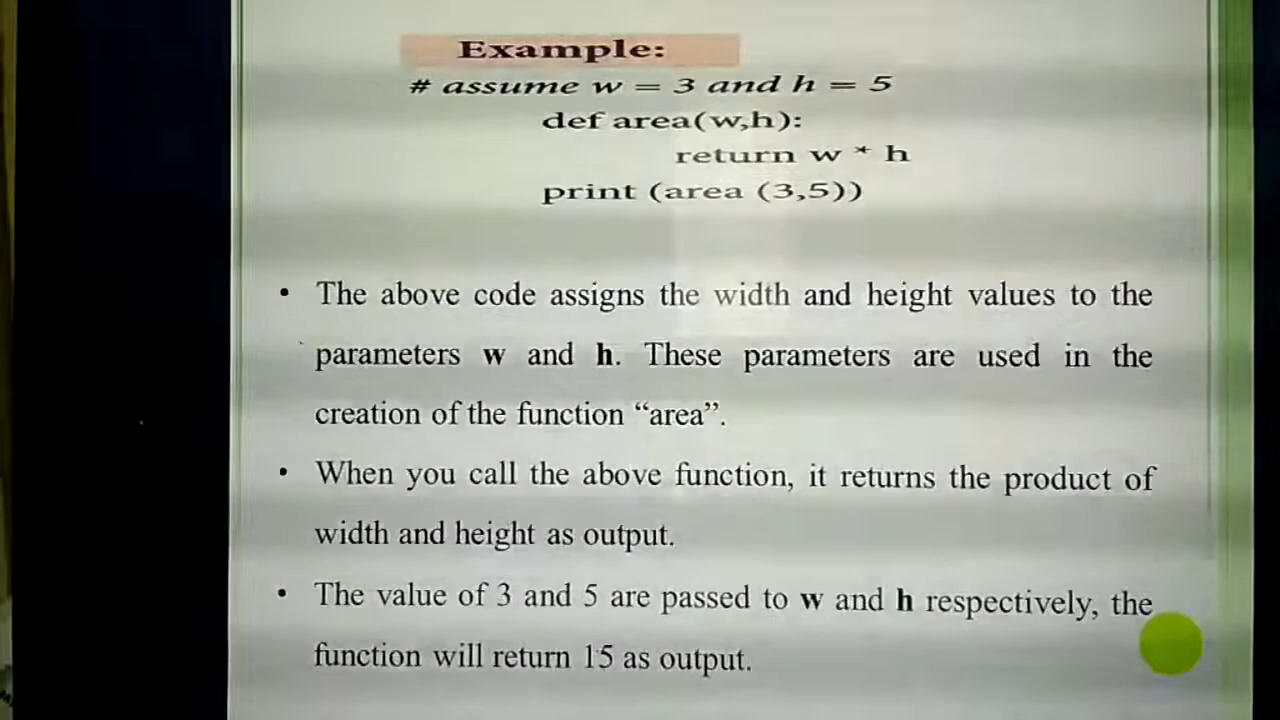 Example:
# assume w = 3 and h = 5
def area(w,h):
return w * h
print (area (3,5))
• The above code assigns the width and height values to the
parameters w and h. These parameters are used in the
creation of the function “area”.
• When you call the above function, it returns the product of
width and height as output.
• The value of 3 and 5 are passed to w and h respectively, the
function will return 15 as output.